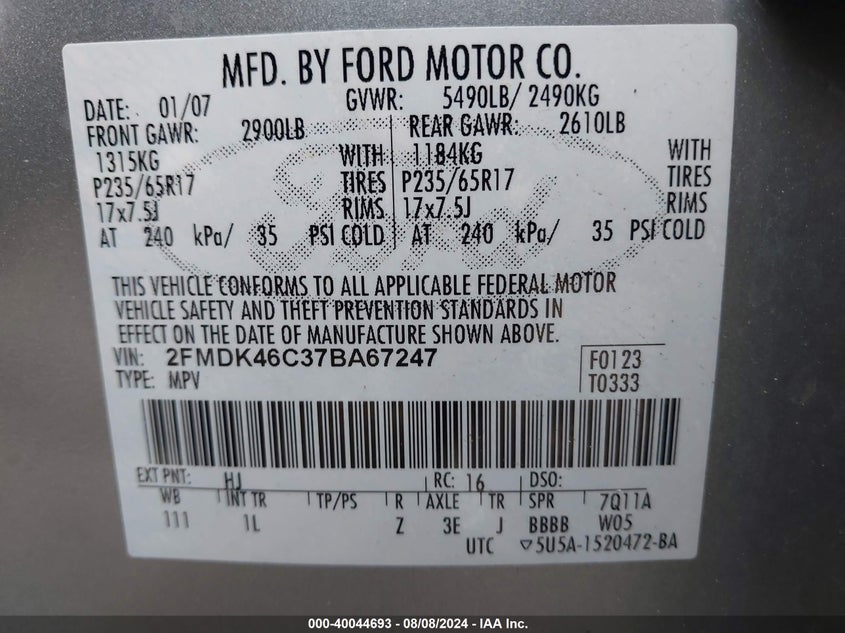 MFD. BY FORD MOTOR CO.
DATE: 01/07 GVWR: 5490LB/ 2490KG
FRONT GAWR: 2900LB REAR GAWR: 2610LB
1315KG WITH 1184KG WITH
P235/65R17 TIRES P235/65R17 TIRES
17x7.5J RIMS 17x7.5J RIMS
AT 240 kPa/ 35 PSI COLD AT 240 kPa/ 35 PSI COLD
Ford
THIS VEHICLE CONFORMS TO ALL APPLICABLE FEDERAL MOTOR
VEHICLE SAFETY AND THEFT PREVENTION STANDARDS IN
EFFECT ON THE DATE OF MANUFACTURE SHOWN ABOVE.
VIN: 2FMDK46C37BA67247 F0123
TYPE: MPV T0333
EXT PNT: HJ RC: 16 DSO:
WB INT TR TP/PS R AXLE TR SPR 7Q11A
111 1L Z 3E J BBBB W05
UTC ▽5U5A-1520472-BA
000-40044693 - 08/08/2024 - IAA Inc.